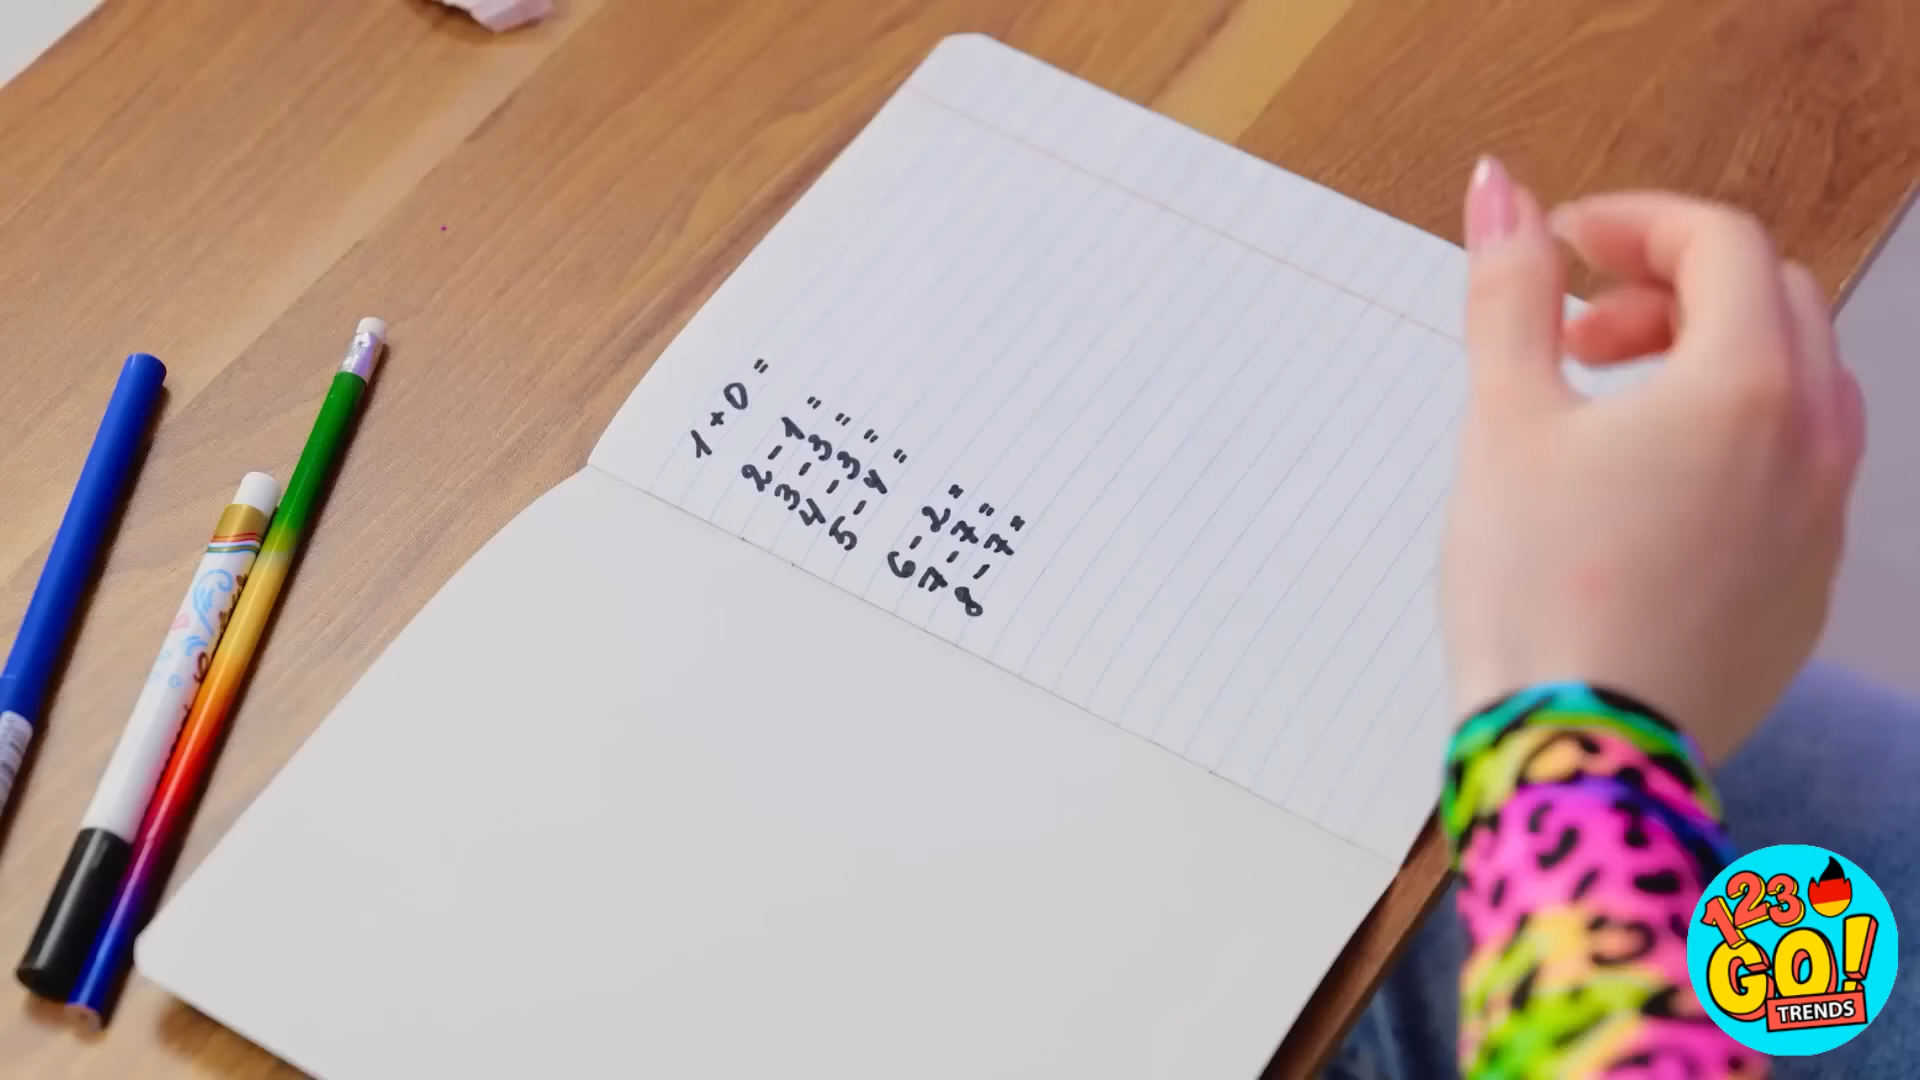 1 + 0 "
2 - 1 "
3 - 3 "
4 - 3 "
5 - 4 "
6 - 2 "
7 - 7 "
8 - 7 "
123
GO!
TRENDS